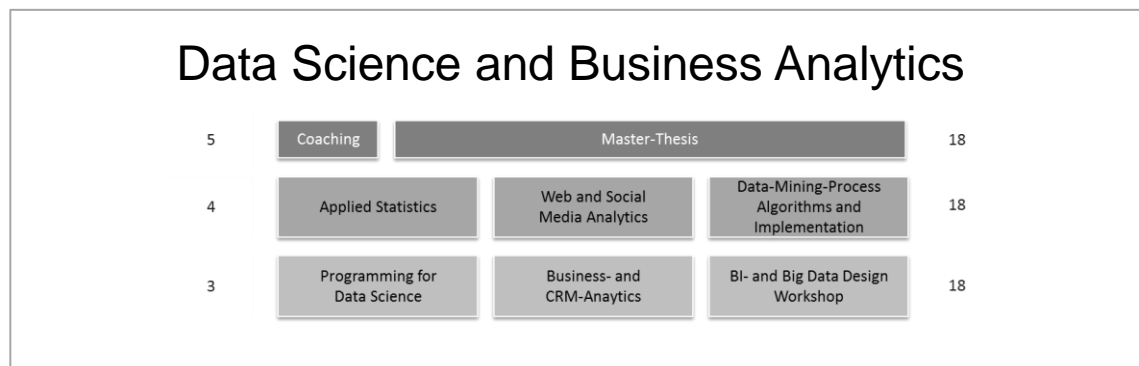 Data Science and Business Analytics
5 Coaching Master-Thesis 18
4 Applied Statistics Web and Social Media Analytics Data-Mining-Process Algorithms and Implementation 18
3 Programming for Data Science Business- and CRM-Anaytics BI- and Big Data Design Workshop 18